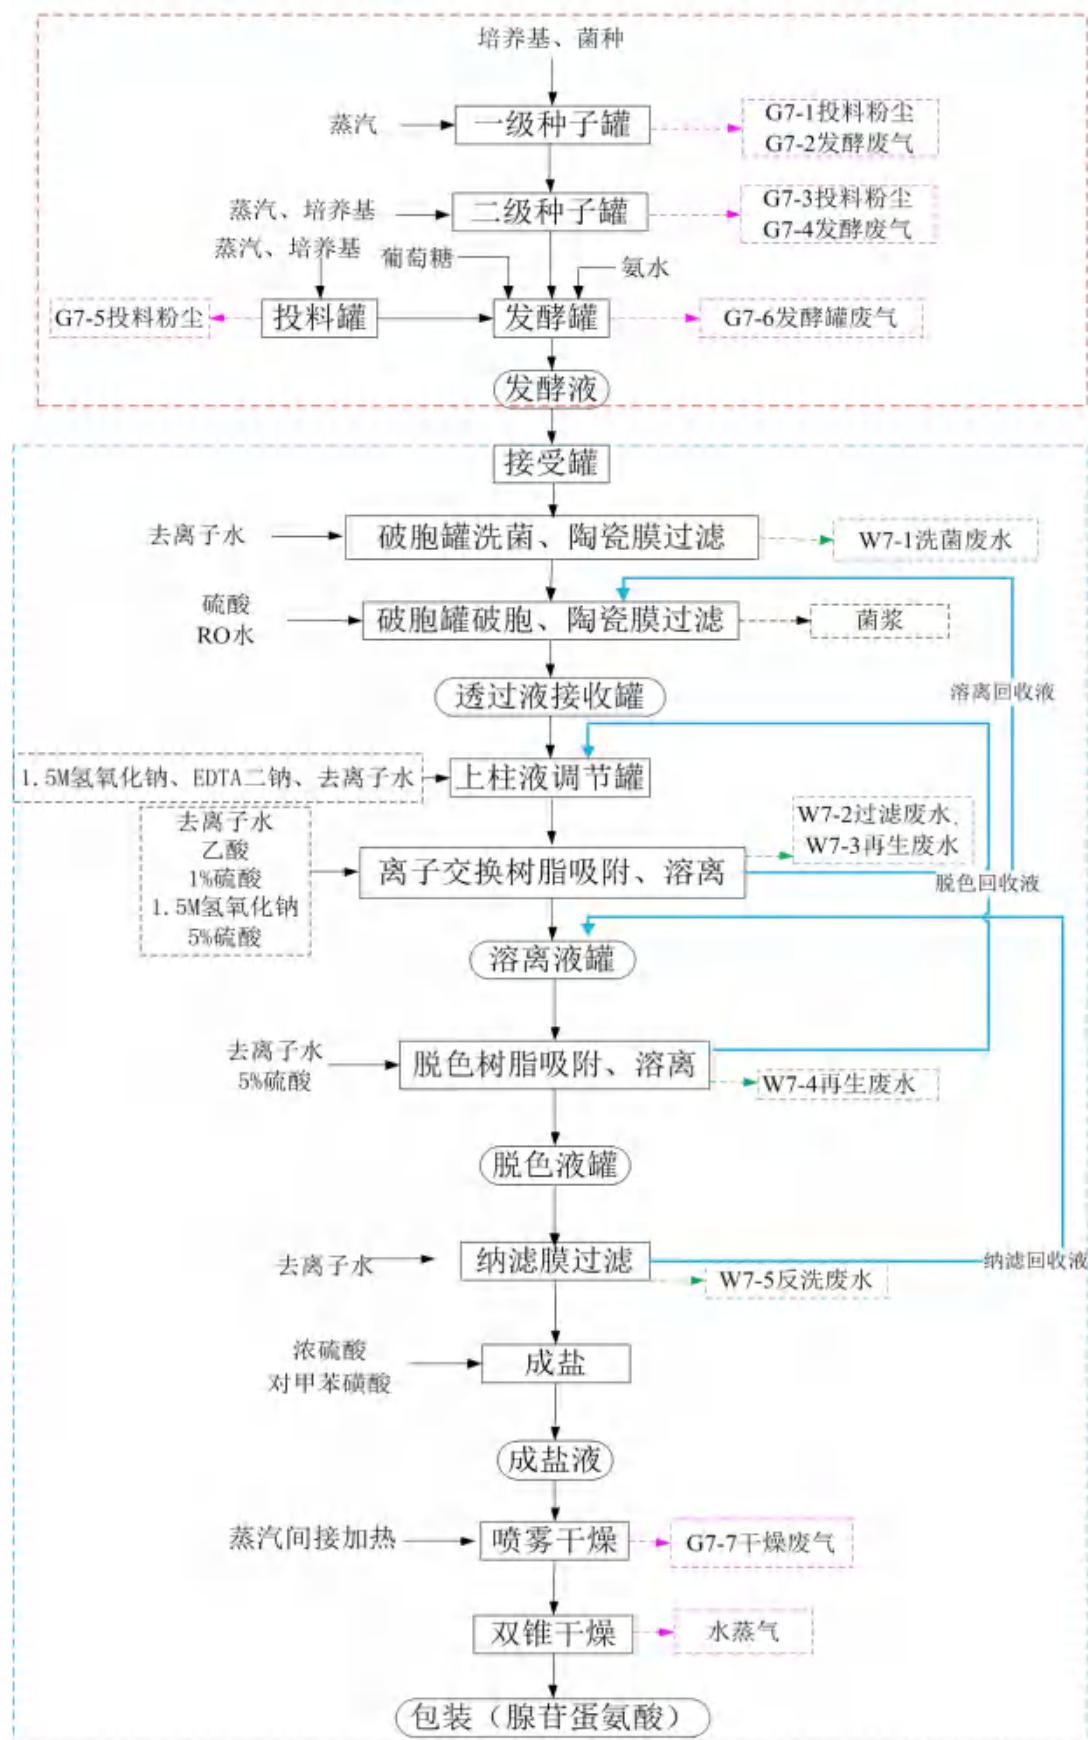 培养基、菌种
蒸汽
一级种子罐
G7-1投料粉尘
G7-2发酵废气
蒸汽、培养基
二级种子罐
G7-3投料粉尘
G7-4发酵废气
蒸汽、培养基
葡萄糖
氨水
G7-5投料粉尘
投料罐
发酵罐
G7-6发酵罐废气
发酵液
接受罐
去离子水
破胞罐洗菌、陶瓷膜过滤
W7-1洗菌废水
硫酸
RO水
破胞罐破胞、陶瓷膜过滤
菌浆
透过液接收罐
溶离回收液
1.5M氢氧化钠、EDTA二钠、去离子水
上柱液调节罐
去离子水
乙酸
1%硫酸
1.5M氢氧化钠
5%硫酸
离子交换树脂吸附、溶离
W7-2过滤废水、
W7-3再生废水
脱色回收液
溶离液罐
去离子水
5%硫酸
脱色树脂吸附、溶离
W7-4再生废水
脱色液罐
去离子水
纳滤膜过滤
纳滤回收液
W7-5反洗废水
浓硫酸
对甲苯磺酸
成盐
成盐液
蒸汽间接加热
喷雾干燥
G7-7干燥废气
双锥干燥
水蒸气
包装（腺苷蛋氨酸）